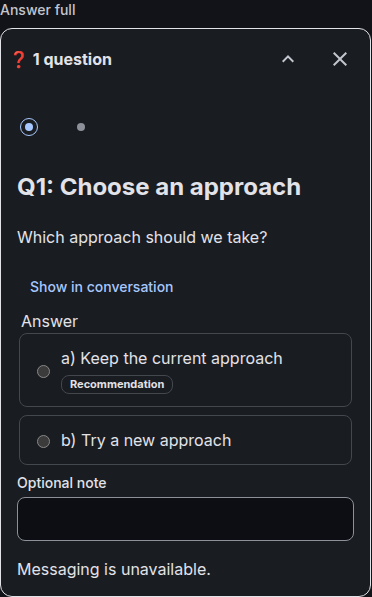 Answer full
❓ 1 question
Q1: Choose an approach
Which approach should we take?
Show in conversation
Answer
a) Keep the current approach
Recommendation
b) Try a new approach
Optional note
Messaging is unavailable.